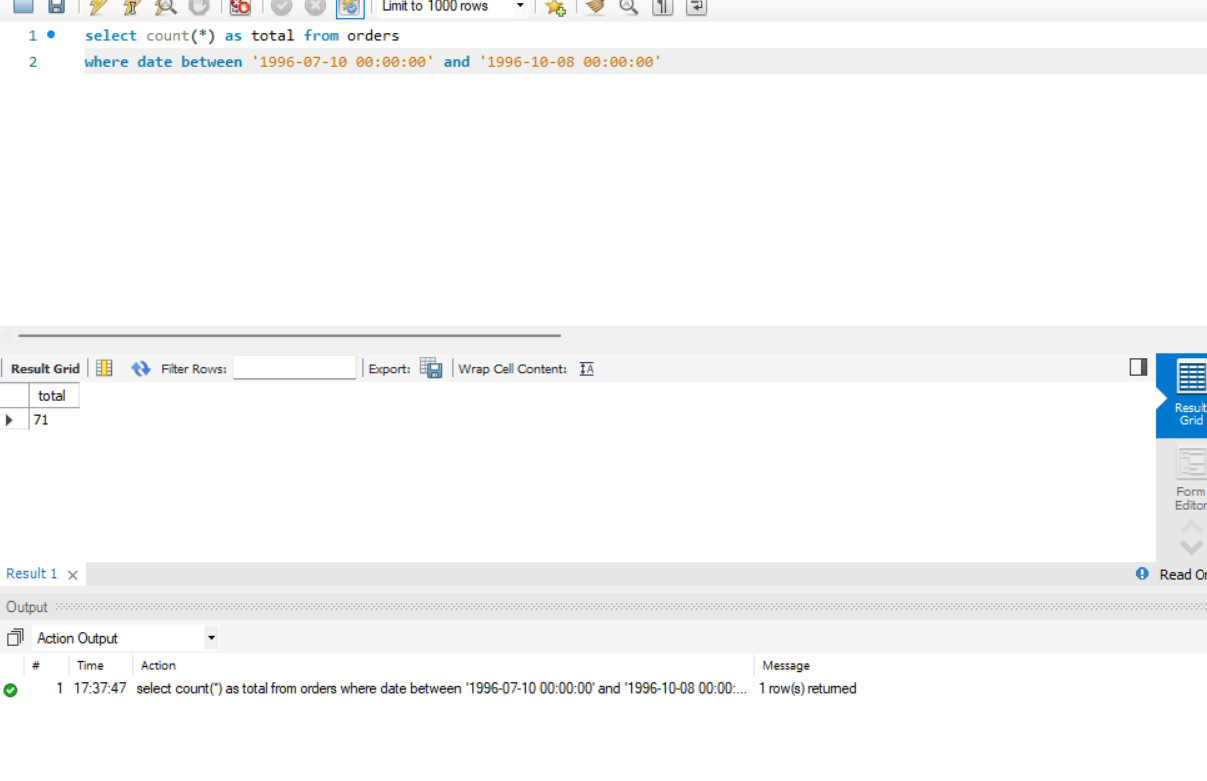 Limit to 1000 rows
1 select count(*) as total from orders
2 where date between '1996-07-10 00:00:00' and '1996-10-08 00:00:00'
Result Grid Filter Rows: Export: Wrap Cell Content: IA
total
71
Result
Grid
Form
Editor
Result 1 Read On
Output
Action Output
# Time Action Message
1 17:37:47 select count(*) as total from orders where date between '1996-07-10 00:00:00' and '1996-10-08 00:00:... 1 row(s) returned